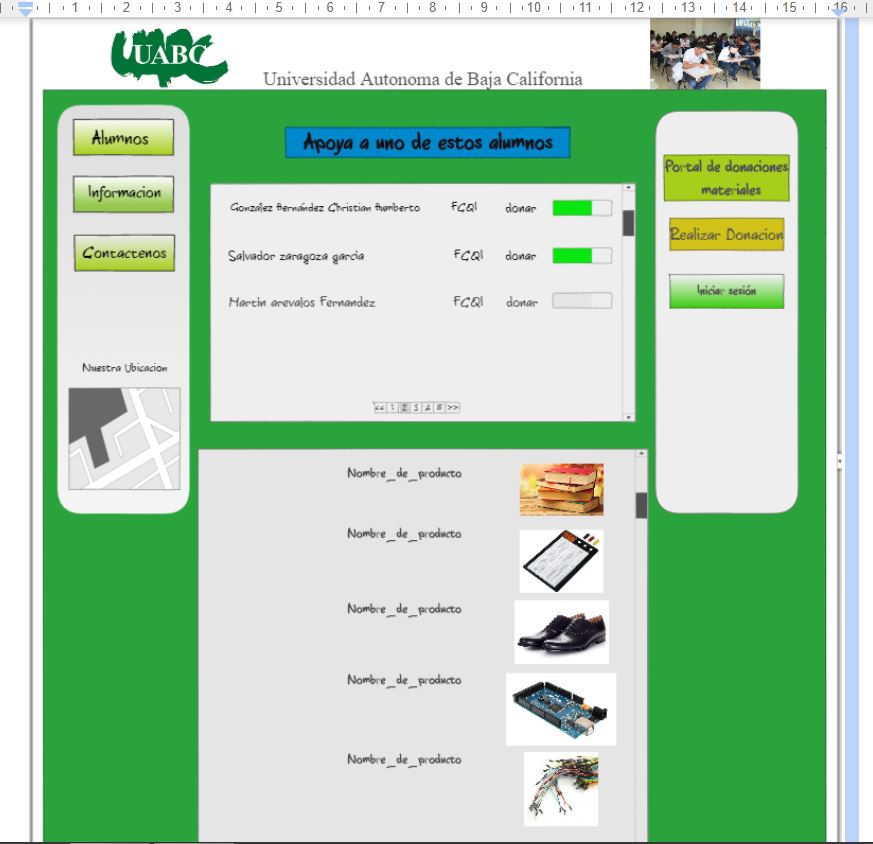 1 2 3 4 5 6 7 8 9 10 11 12 13 14 15 16
UABC
Universidad Autonoma de Baja California
Alumnos
Informacion
Contactenos
Nuestra Ubicacion
Apoya a uno de estos alumnos
González Hernández Christian Humberto FCQI donar
Salvador zaragoza garcia FCQI donar
Martin arevalos Fernandez FCQI donar
<< 1 2 3 4 5 >>
Nombre_de_producto
Nombre_de_producto
Nombre_de_producto
Nombre_de_producto
Nombre_de_producto
Portal de donaciones
materiales
Realizar Donacion
Iniciar sesión